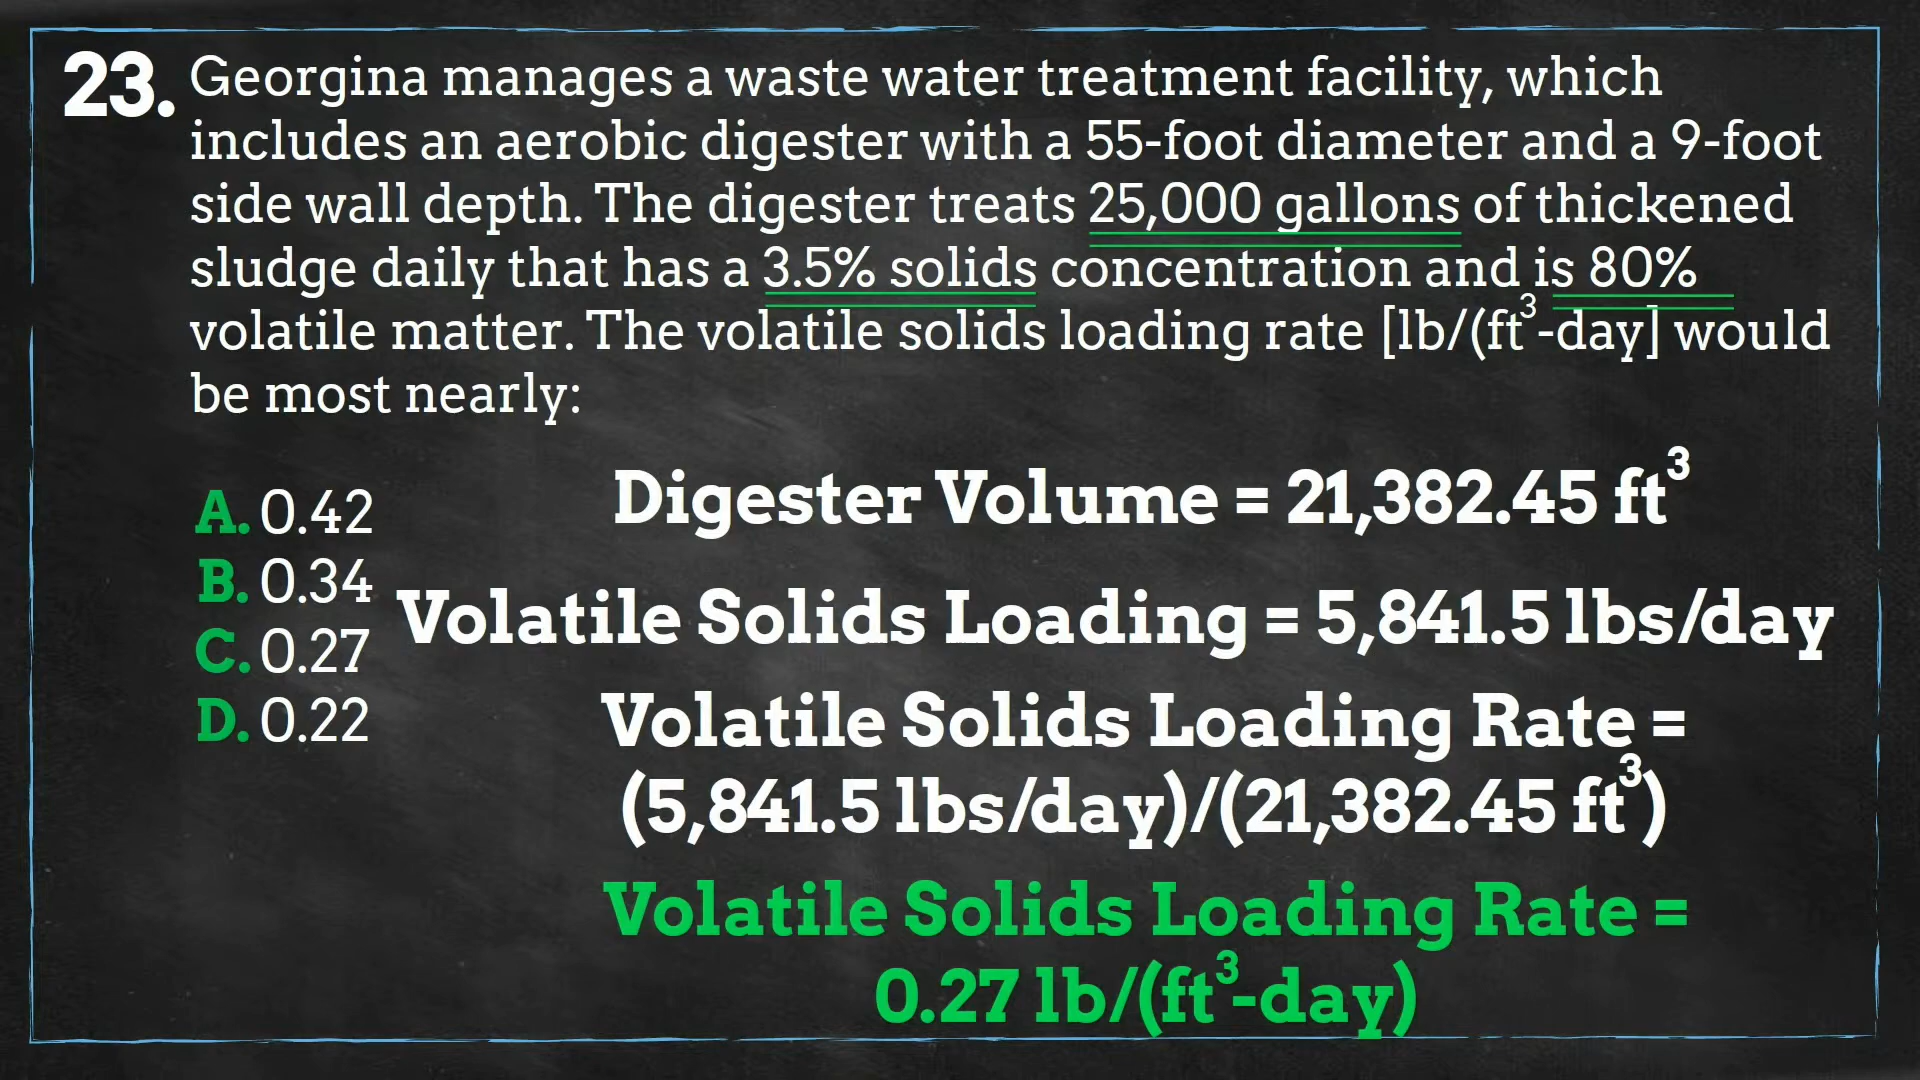 23. Georgina manages a waste water treatment facility, which
includes an aerobic digester with a 55-foot diameter and a 9-foot
side wall depth. The digester treats 25,000 gallons of thickened
sludge daily that has a 3.5% solids concentration and is 80%
volatile matter. The volatile solids loading rate [lb/(ft³-day] would
be most nearly:
A. 0.42
B. 0.34
C. 0.27
D. 0.22
Digester Volume = 21,382.45 ft³
Volatile Solids Loading = 5,841.5 lbs/day
Volatile Solids Loading Rate =
(5,841.5 lbs/day)/(21,382.45 ft³)
Volatile Solids Loading Rate =
0.27 lb/(ft³-day)